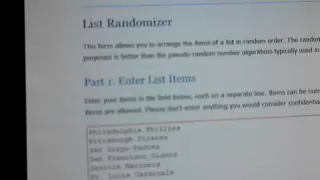 List Randomizer
This form allows you to arrange the items of a list in random order. The random
purposes is better than the pseudo-random number algorithms typically used in
Part 1: Enter List Items
Enter your items in the field below, each on a separate line. Items can be num
items are allowed. Please don't enter anything you would consider confidential
Philadelphia Phillies
Pittsburgh Pirates
San Diego Padres
San Francisco Giants
Seattle Mariners
St. Louis Cardinals